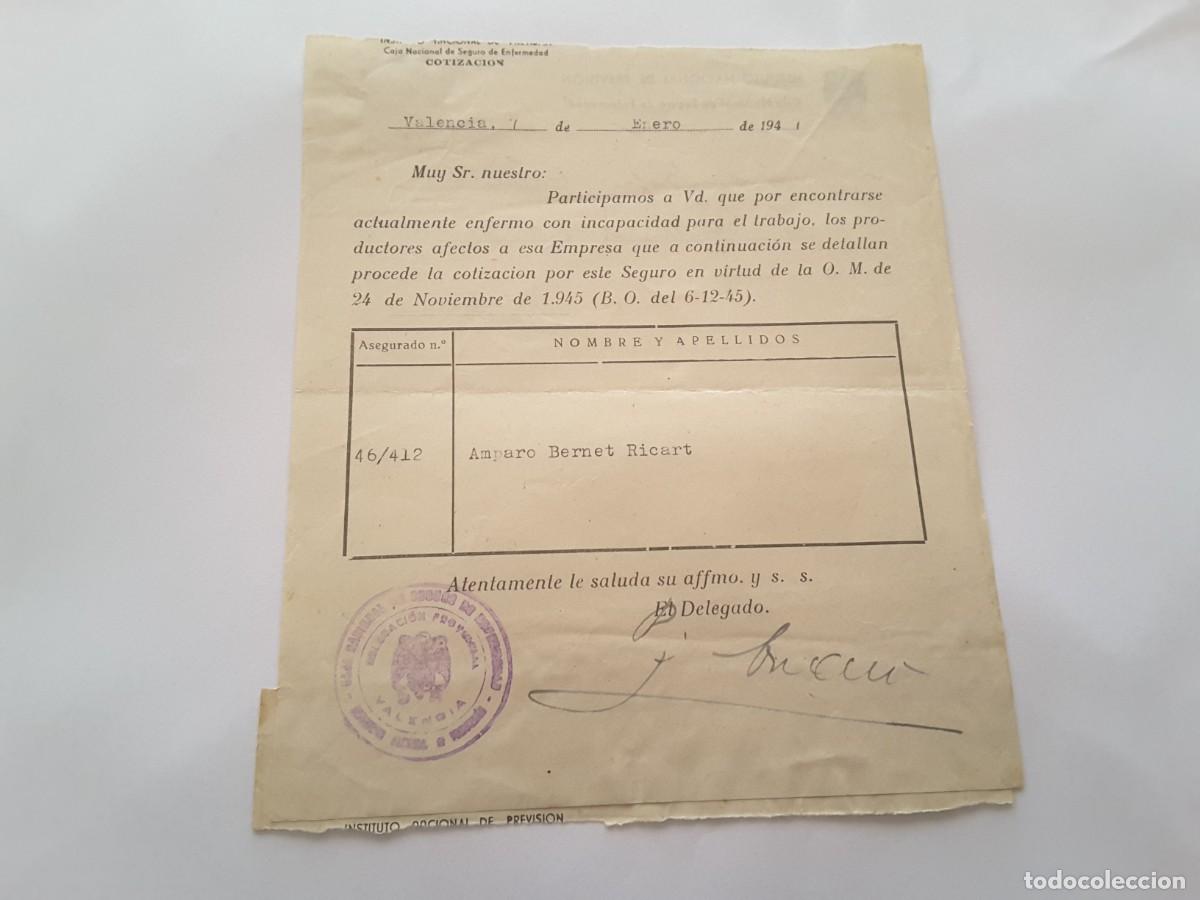 Caja Nacional de Seguro de Enfermedad
COTIZACION
Valencia, 7 de Enero de 194
Muy Sr. nuestro:
Participamos a Vd. que por encontrarse
actualmente enfermo con incapacidad para el trabajo, los pro-
ductores afectos a esa Empresa que a continuación se detallan
procede la cotizacion por este Seguro en virtud de la O. M. de
24 de Noviembre de 1.945 (B. O. del 6-12-45).
Asegurado n.º NOMBRE Y APELLIDOS
46/412 Amparo Bernet Ricart
Atentamente le saluda su affmo. y s. s.
El Delegado.
DELEGACIÓN PROVINCIAL
VALENCIA
INSTITUTO NACIONAL DE PREVISION
todocoleccion